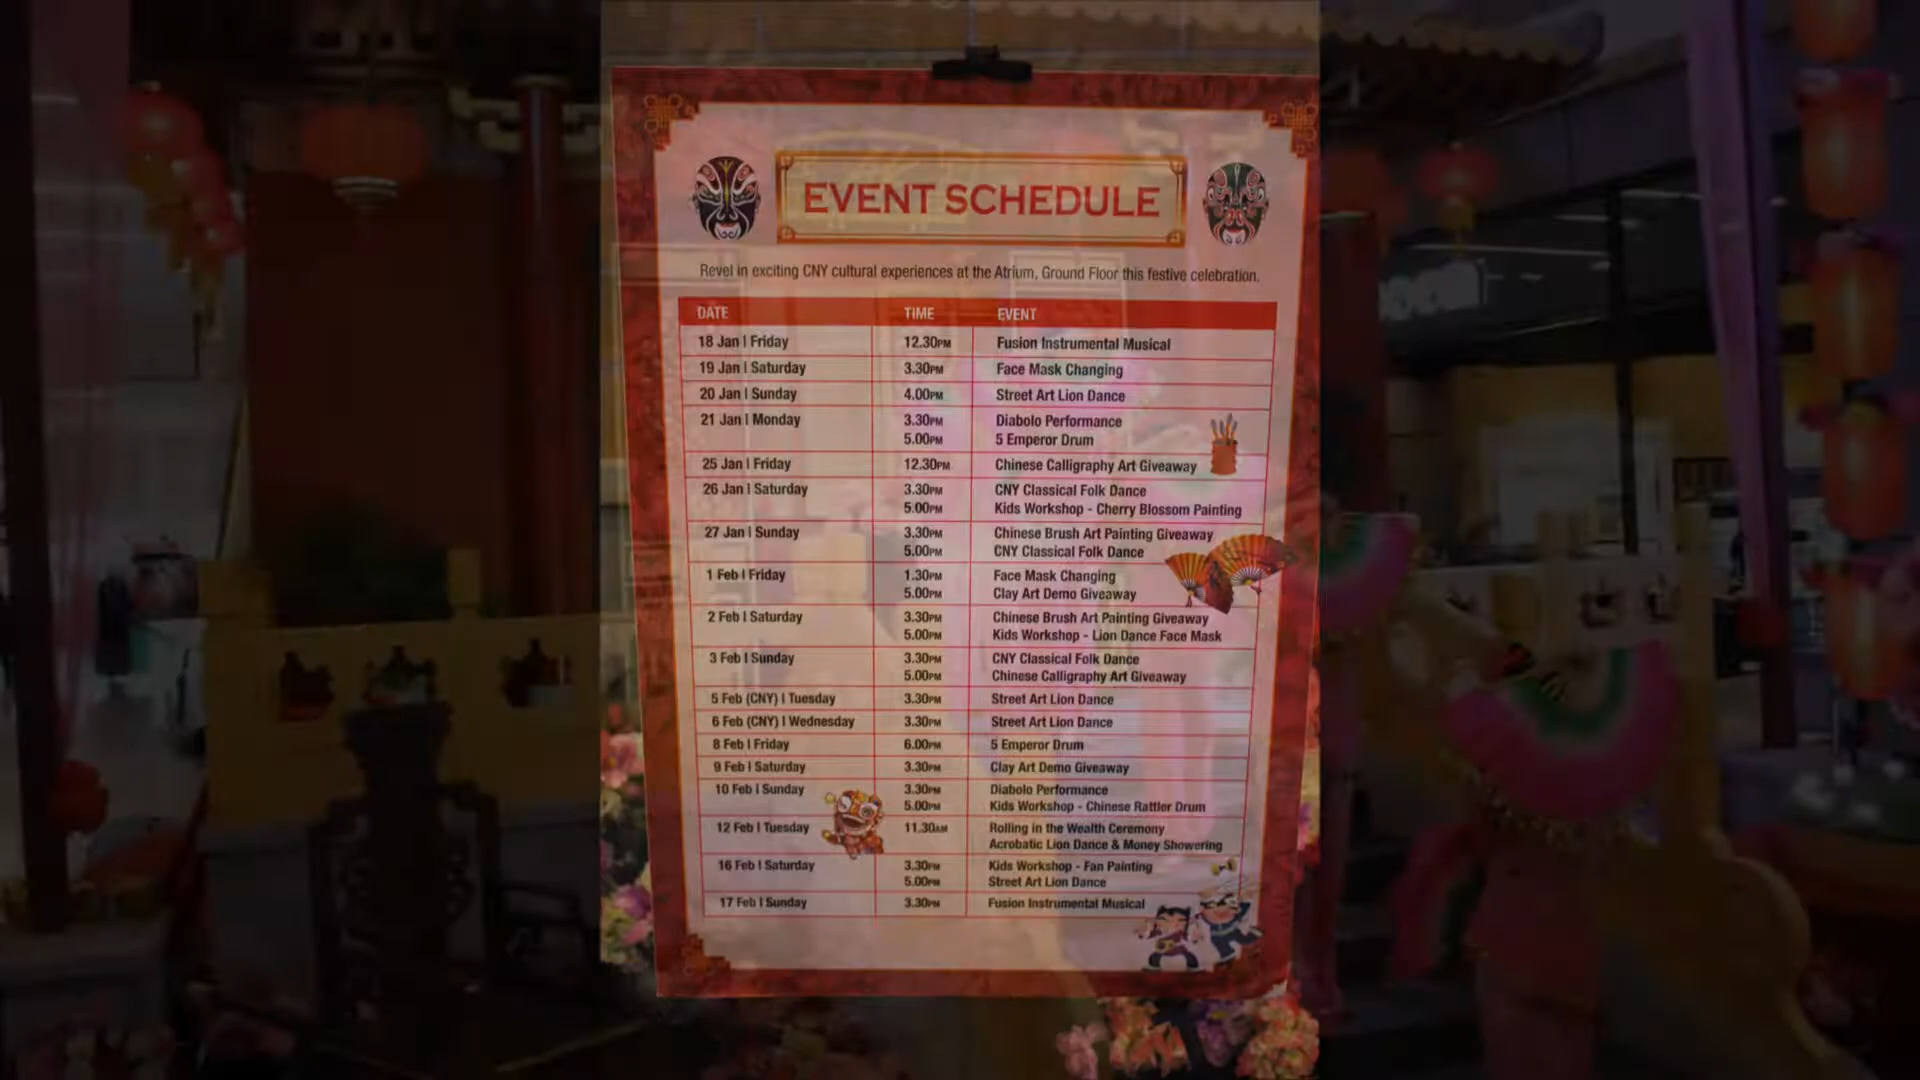 EVENT SCHEDULE
Revel in exciting CNY cultural experiences at the Atrium, Ground Floor this festive celebration.
DATE TIME EVENT
18 Jan | Friday 12.30PM Fusion Instrumental Musical
19 Jan | Saturday 3.30PM Face Mask Changing
20 Jan | Sunday 4.00PM Street Art Lion Dance
21 Jan | Monday 3.30PM Diabolo Performance
5.00PM 5 Emperor Drum
25 Jan | Friday 12.30PM Chinese Calligraphy Art Giveaway
26 Jan | Saturday 3.30PM CNY Classical Folk Dance
5.00PM Kids Workshop - Cherry Blossom Painting
27 Jan | Sunday 3.30PM Chinese Brush Art Painting Giveaway
5.00PM CNY Classical Folk Dance
1 Feb | Friday 1.30PM Face Mask Changing
5.00PM Clay Art Demo Giveaway
2 Feb | Saturday 3.30PM Chinese Brush Art Painting Giveaway
5.00PM Kids Workshop - Lion Dance Face Mask
3 Feb | Sunday 3.30PM CNY Classical Folk Dance
5.00PM Chinese Calligraphy Art Giveaway
5 Feb (CNY) | Tuesday 3.30PM Street Art Lion Dance
6 Feb (CNY) | Wednesday 3.30PM Street Art Lion Dance
8 Feb | Friday 6.00PM 5 Emperor Drum
9 Feb | Saturday 3.30PM Clay Art Demo Giveaway
10 Feb | Sunday 3.30PM Diabolo Performance
5.00PM Kids Workshop - Chinese Rattler Drum
12 Feb | Tuesday 11.30AM Rolling in the Wealth Ceremony
Acrobatic Lion Dance & Money Showering
16 Feb | Saturday 3.30PM Kids Workshop - Fan Painting
5.00PM Street Art Lion Dance
17 Feb | Sunday 3.30PM Fusion Instrumental Musical